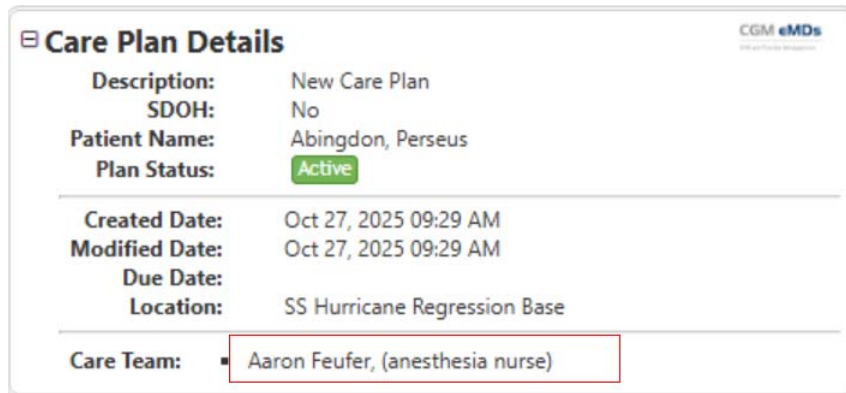 Care Plan Details
CGM eMDs
Description: New Care Plan
SDOH: No
Patient Name: Abingdon, Perseus
Plan Status: Active
Created Date: Oct 27, 2025 09:29 AM
Modified Date: Oct 27, 2025 09:29 AM
Due Date:
Location: SS Hurricane Regression Base
Care Team: ▪ Aaron Feufer, (anesthesia nurse)